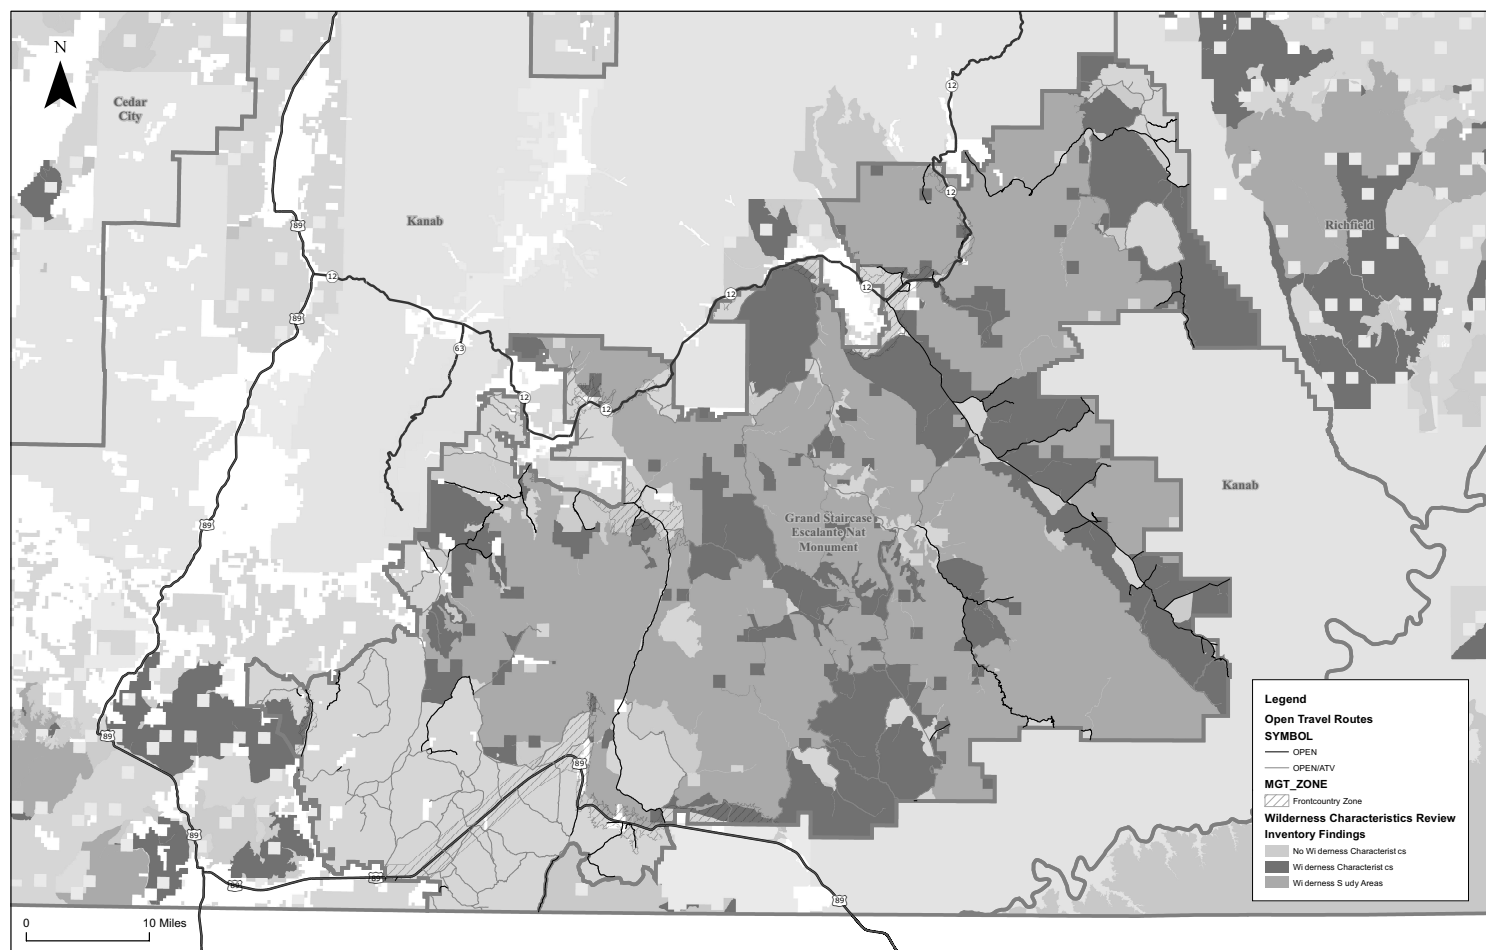 N
Cedar
City
12
Kanab
12
89
Richfield
12
12
12
89
63
12
12
Kanab
Grand Staircase
Escalante Nat
Monument
89
89
89
89
89
89
89
0
10 Miles
Legend
Open Travel Routes
SYMBOL
OPEN
OPEN/ATV
MGT_ZONE
Frontcountry Zone
Wilderness Characteristics Review
Inventory Findings
No Wi derness Characterist cs
Wi derness Characterist cs
Wi derness S udy Areas